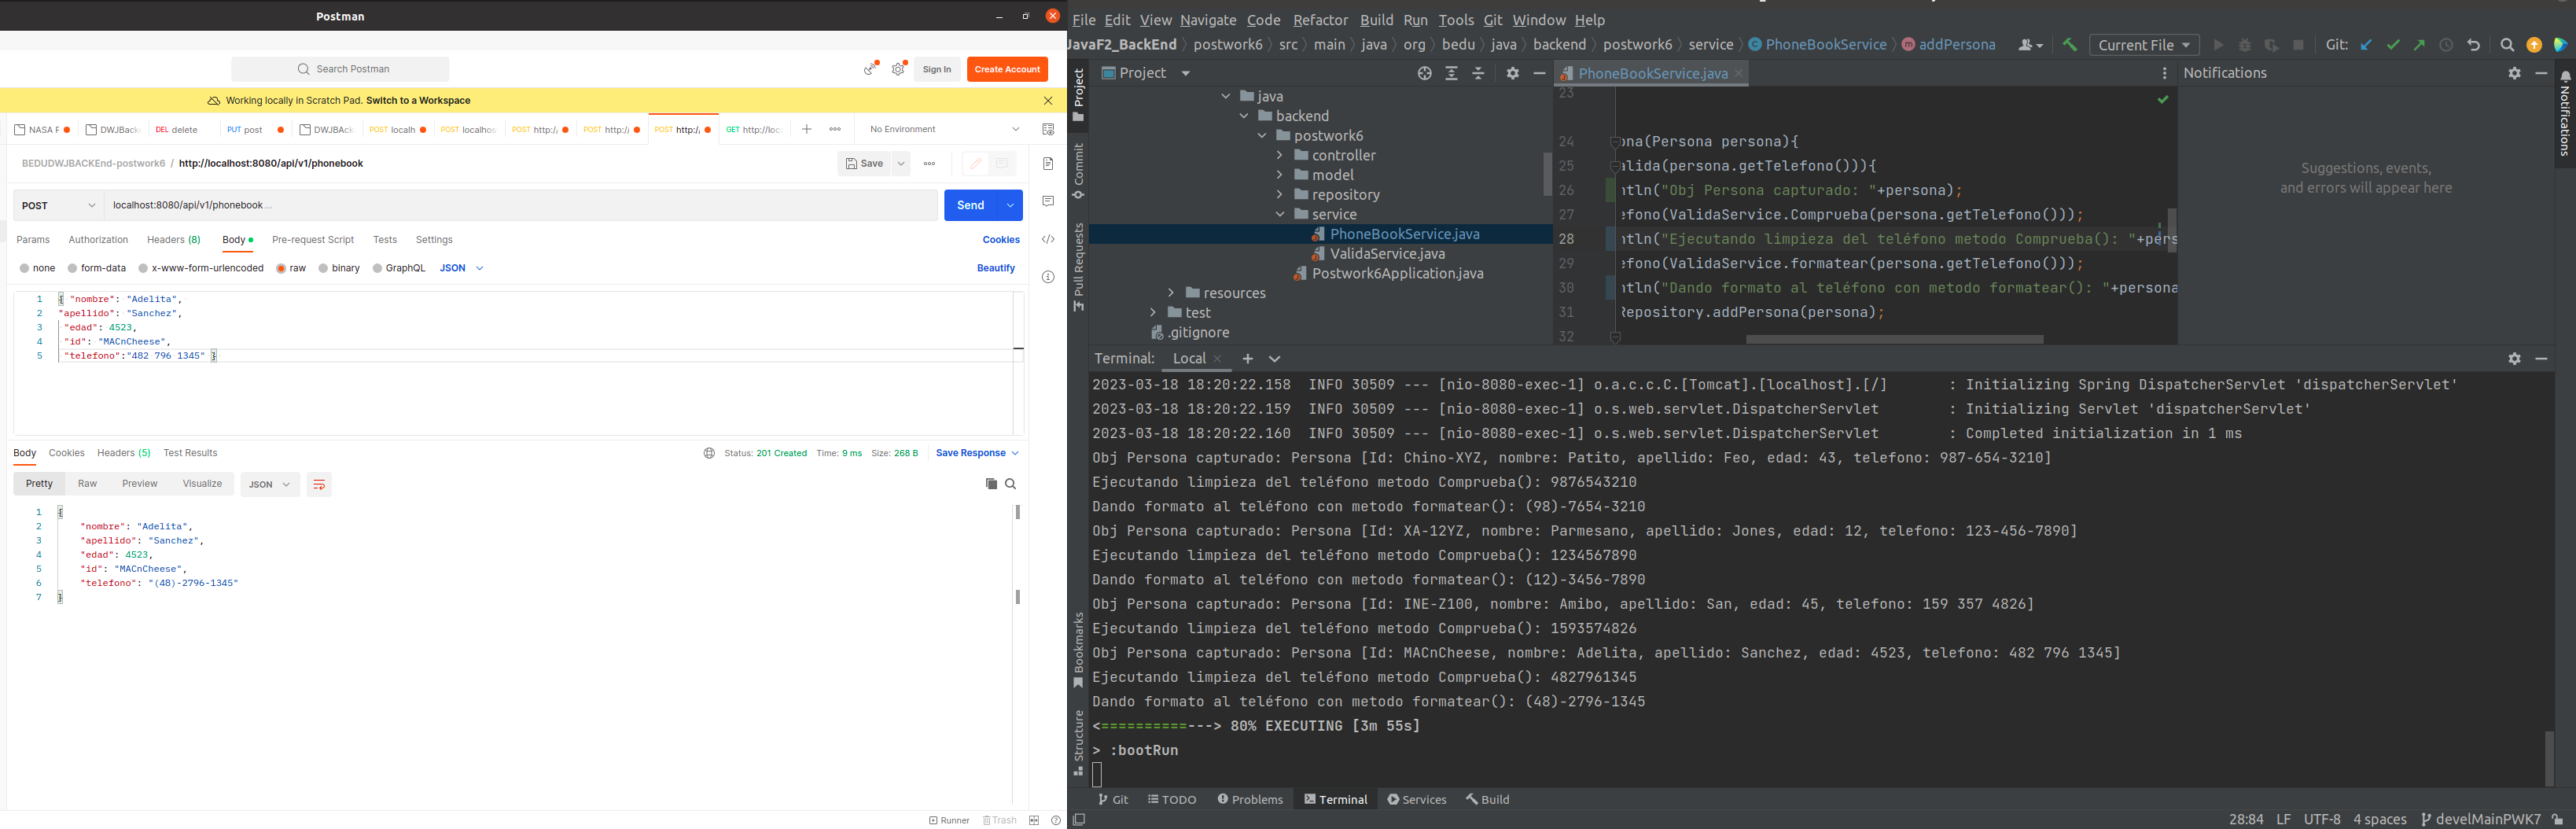 Postman
Search Postman
Sign In
Create Account
Working locally in Scratch Pad. Switch to a Workspace
NASA F
DWJBack
DEL delete
PUT post
DWJBAck
POST localh
POST localhos
POST http:/
POST http:/
POST http:/
GET http://loc
No Environment
BEDUDWJBACKEnd-postwork6 / http://localhost:8080/api/v1/phonebook
Save
POST
localhost:8080/api/v1/phonebook...
Send
Params Authorization Headers (8) Body Pre-request Script Tests Settings Cookies
none form-data x-www-form-urlencoded raw binary GraphQL JSON Beautify
1 { "nombre": "Adelita",
2 "apellido": "Sanchez",
3 "edad": 4523,
4 "id": "MACnCheese",
5 "telefono":"482 796 1345" }
Body Cookies Headers (5) Test Results Status: 201 Created Time: 9 ms Size: 268 B Save Response
Pretty Raw Preview Visualize JSON
1 {
2 "nombre": "Adelita",
3 "apellido": "Sanchez",
4 "edad": 4523,
5 "id": "MACnCheese",
6 "telefono": "(48)-2796-1345"
7 }
Runner Trash
File Edit View Navigate Code Refactor Build Run Tools Git Window Help
JavaF2_BackEnd postwork6 src main java org bedu java backend postwork6 service PhoneBookService addPersona
Current File
Git:
Project
Commit
Pull Requests
Bookmarks
Structure
Project
java
backend
postwork6
controller
model
repository
service
PhoneBookService.java
ValidaService.java
Postwork6Application.java
resources
test
.gitignore
PhoneBookService.java
23
24 ona(Persona persona){
25 alida(persona.getTelefono())){
26 ntln("Obj Persona capturado: "+persona);
27 efono(ValidaService.Comprueba(persona.getTelefono()));
28 ntln("Ejecutando limpieza del teléfono metodo Comprueba(): "+pers
29 efono(ValidaService.formatear(persona.getTelefono()));
30 ntln("Dando formato al teléfono con metodo formatear(): "+persona
31 Repository.addPersona(persona);
32
Notifications
Suggestions, events,
and errors will appear here
Notifications
Terminal: Local
2023-03-18 18:20:22.158 INFO 30509 --- [nio-8080-exec-1] o.a.c.c.C.[Tomcat].[localhost].[/] : Initializing Spring DispatcherServlet 'dispatcherServlet'
2023-03-18 18:20:22.159 INFO 30509 --- [nio-8080-exec-1] o.s.web.servlet.DispatcherServlet : Initializing Servlet 'dispatcherServlet'
2023-03-18 18:20:22.160 INFO 30509 --- [nio-8080-exec-1] o.s.web.servlet.DispatcherServlet : Completed initialization in 1 ms
Obj Persona capturado: Persona [Id: Chino-XYZ, nombre: Patito, apellido: Feo, edad: 43, telefono: 987-654-3210]
Ejecutando limpieza del teléfono metodo Comprueba(): 9876543210
Dando formato al teléfono con metodo formatear(): (98)-7654-3210
Obj Persona capturado: Persona [Id: XA-12YZ, nombre: Parmesano, apellido: Jones, edad: 12, telefono: 123-456-7890]
Ejecutando limpieza del teléfono metodo Comprueba(): 1234567890
Dando formato al teléfono con metodo formatear(): (12)-3456-7890
Obj Persona capturado: Persona [Id: INE-Z100, nombre: Amibo, apellido: San, edad: 45, telefono: 159 357 4826]
Ejecutando limpieza del teléfono metodo Comprueba(): 1593574826
Obj Persona capturado: Persona [Id: MACnCheese, nombre: Adelita, apellido: Sanchez, edad: 4523, telefono: 482 796 1345]
Ejecutando limpieza del teléfono metodo Comprueba(): 4827961345
Dando formato al teléfono con metodo formatear(): (48)-2796-1345
<==========---> 80% EXECUTING [3m 55s]
> :bootRun
Git TODO Problems Terminal Services Build
28:84 LF UTF-8 4 spaces develMainPWK7